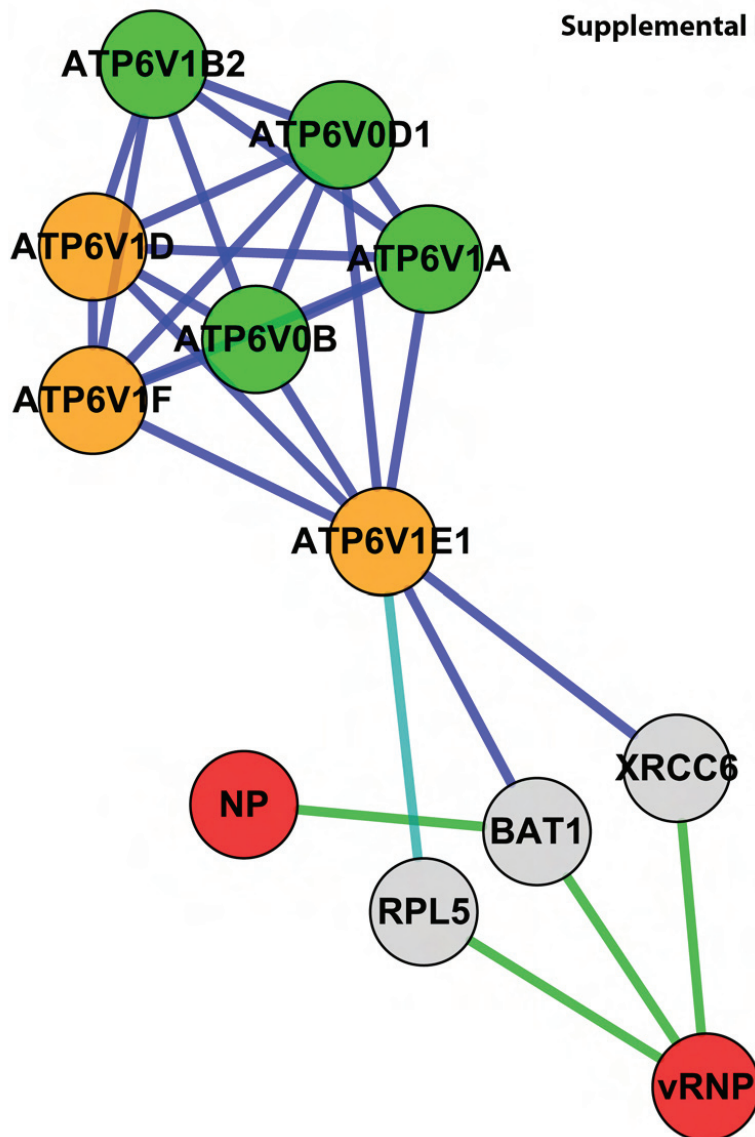 Supplemental
ATP6V1B2
ATP6V0D1
ATP6V1D
ATP6V1A
ATP6V0B
ATP6V1F
ATP6V1E1
XRCC6
NP
BAT1
RPL5
vRNP